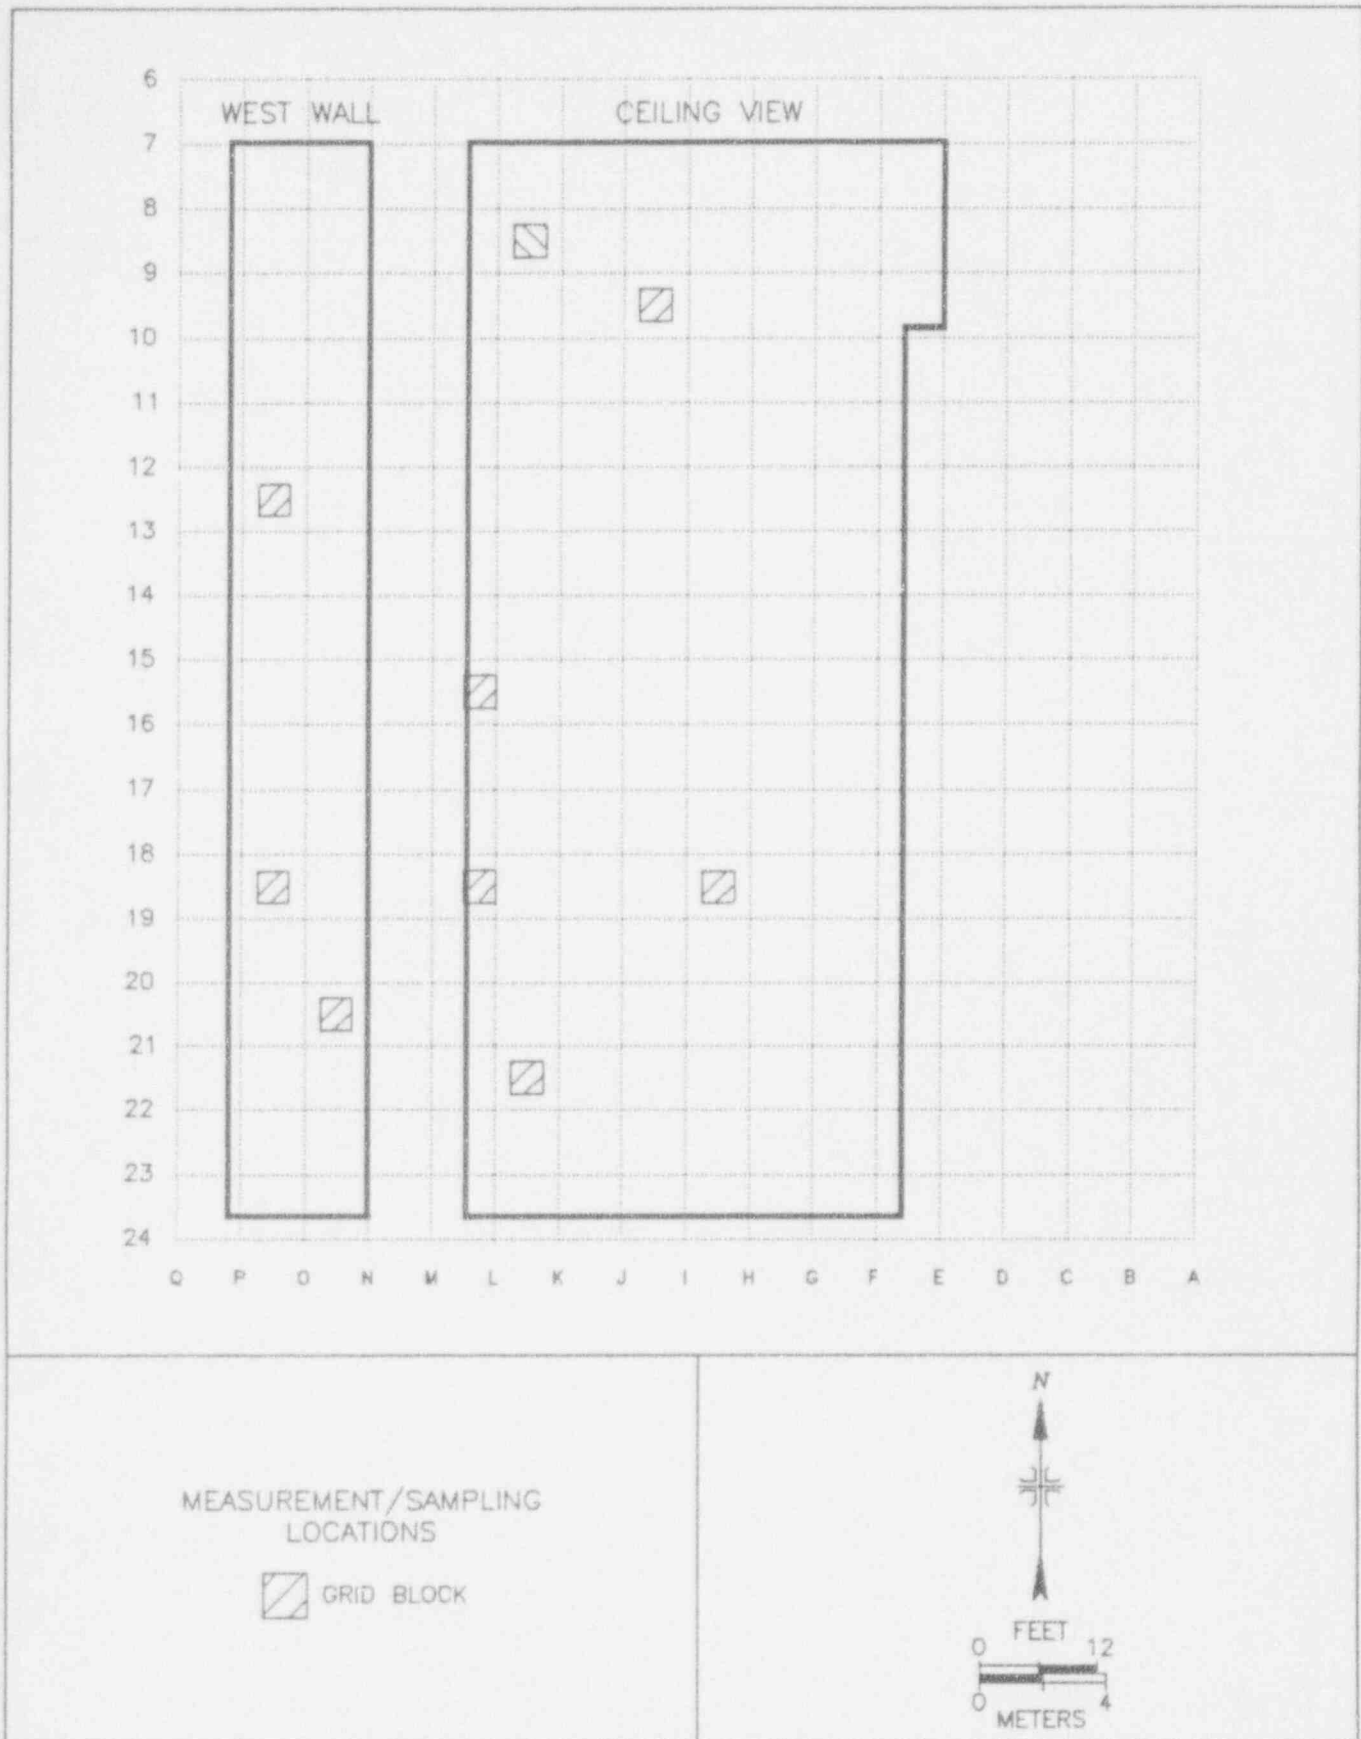 6
WEST WALL CEILING VIEW
7
8
9
10
11
12
13
14
15
16
17
18
19
20
21
22
23
24
Q P O N M L K J I H G F E D C B A
MEASUREMENT/SAMPLING
LOCATIONS
GRID BLOCK
N
FEET
0 12
0 4
METERS